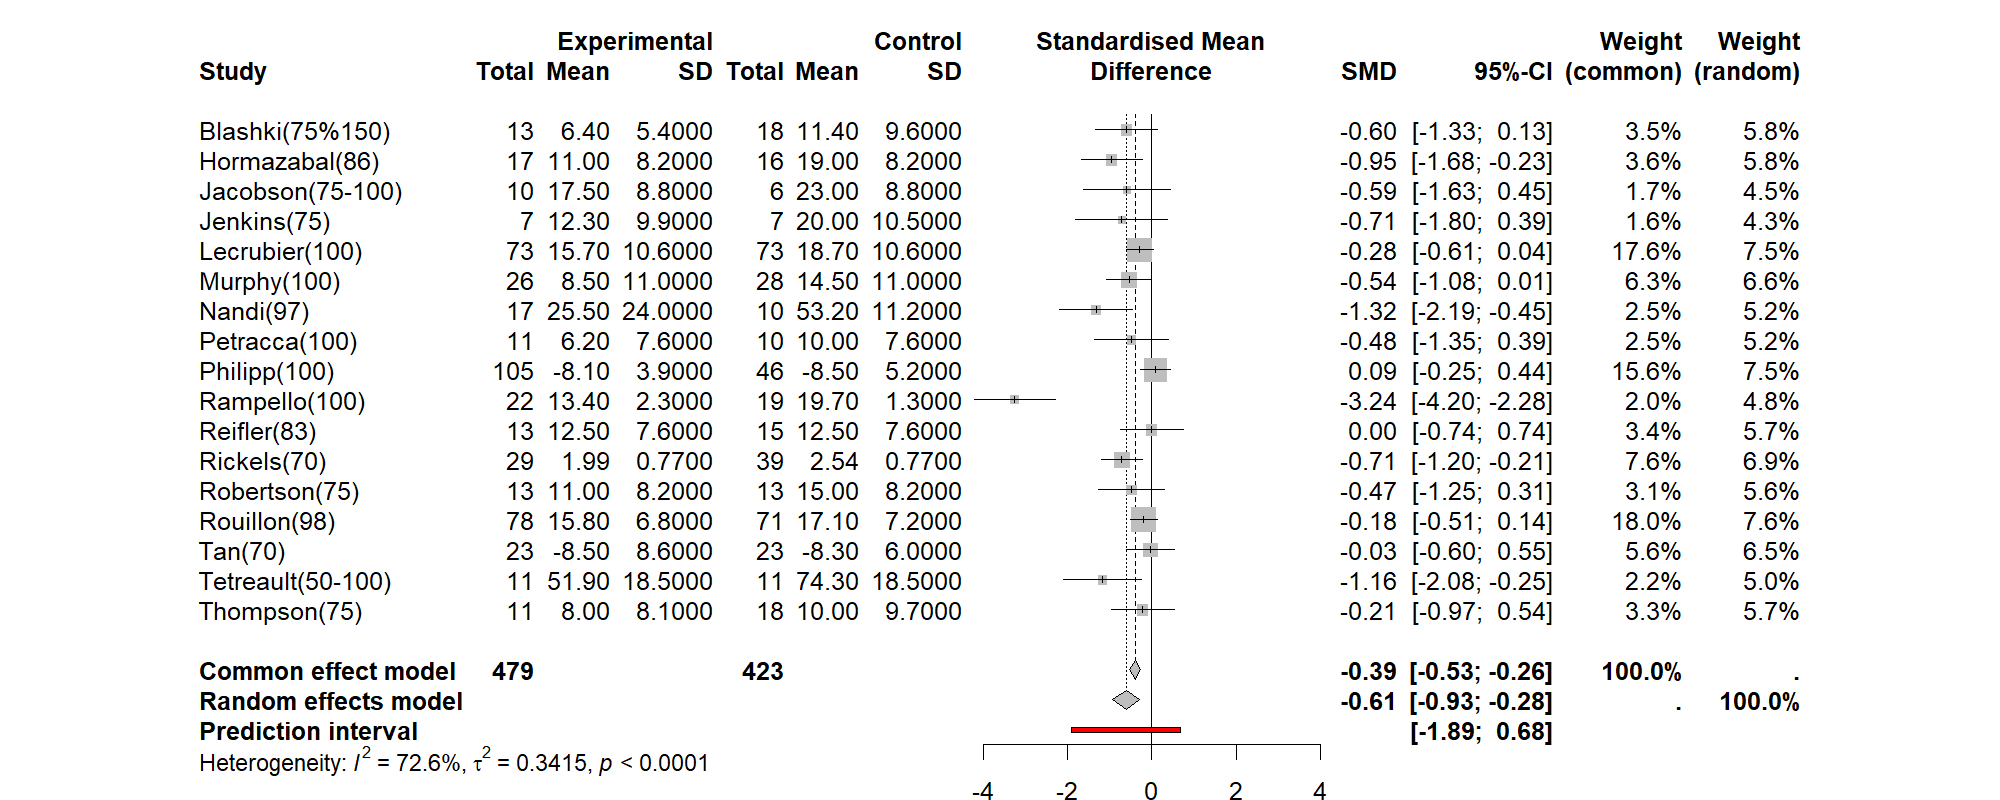 Experimental Control Standardised Mean Weight Weight
Study Total Mean SD Total Mean SD Difference SMD 95%-CI (common) (random)
Blashki(75%150) 13 6.40 5.4000 18 11.40 9.6000 -0.60 [-1.33; 0.13] 3.5% 5.8%
Hormazabal(86) 17 11.00 8.2000 16 19.00 8.2000 -0.95 [-1.68; -0.23] 3.6% 5.8%
Jacobson(75-100) 10 17.50 8.8000 6 23.00 8.8000 -0.59 [-1.63; 0.45] 1.7% 4.5%
Jenkins(75) 7 12.30 9.9000 7 20.00 10.5000 -0.71 [-1.80; 0.39] 1.6% 4.3%
Lecrubier(100) 73 15.70 10.6000 73 18.70 10.6000 -0.28 [-0.61; 0.04] 17.6% 7.5%
Murphy(100) 26 8.50 11.0000 28 14.50 11.0000 -0.54 [-1.08; 0.01] 6.3% 6.6%
Nandi(97) 17 25.50 24.0000 10 53.20 11.2000 -1.32 [-2.19; -0.45] 2.5% 5.2%
Petracca(100) 11 6.20 7.6000 10 10.00 7.6000 -0.48 [-1.35; 0.39] 2.5% 5.2%
Philipp(100) 105 -8.10 3.9000 46 -8.50 5.2000 0.09 [-0.25; 0.44] 15.6% 7.5%
Rampello(100) 22 13.40 2.3000 19 19.70 1.3000 -3.24 [-4.20; -2.28] 2.0% 4.8%
Reifler(83) 13 12.50 7.6000 15 12.50 7.6000 0.00 [-0.74; 0.74] 3.4% 5.7%
Rickels(70) 29 1.99 0.7700 39 2.54 0.7700 -0.71 [-1.20; -0.21] 7.6% 6.9%
Robertson(75) 13 11.00 8.2000 13 15.00 8.2000 -0.47 [-1.25; 0.31] 3.1% 5.6%
Rouillon(98) 78 15.80 6.8000 71 17.10 7.2000 -0.18 [-0.51; 0.14] 18.0% 7.6%
Tan(70) 23 -8.50 8.6000 23 -8.30 6.0000 -0.03 [-0.60; 0.55] 5.6% 6.5%
Tetreault(50-100) 11 51.90 18.5000 11 74.30 18.5000 -1.16 [-2.08; -0.25] 2.2% 5.0%
Thompson(75) 11 8.00 8.1000 18 10.00 9.7000 -0.21 [-0.97; 0.54] 3.3% 5.7%
Common effect model 479 423 -0.39 [-0.53; -0.26] 100.0% .
Random effects model -0.61 [-0.93; -0.28] . 100.0%
Prediction interval [-1.89; 0.68]
Heterogeneity: I² = 72.6%, τ² = 0.3415, p < 0.0001
-4 -2 0 2 4